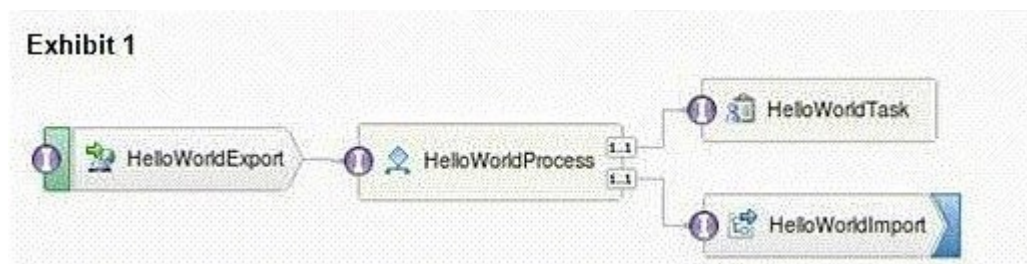 Exhibit 1
HelloWorldExport
HelloWorldProcess
1..1
1..1
HelloWorldTask
HelloWorldImport